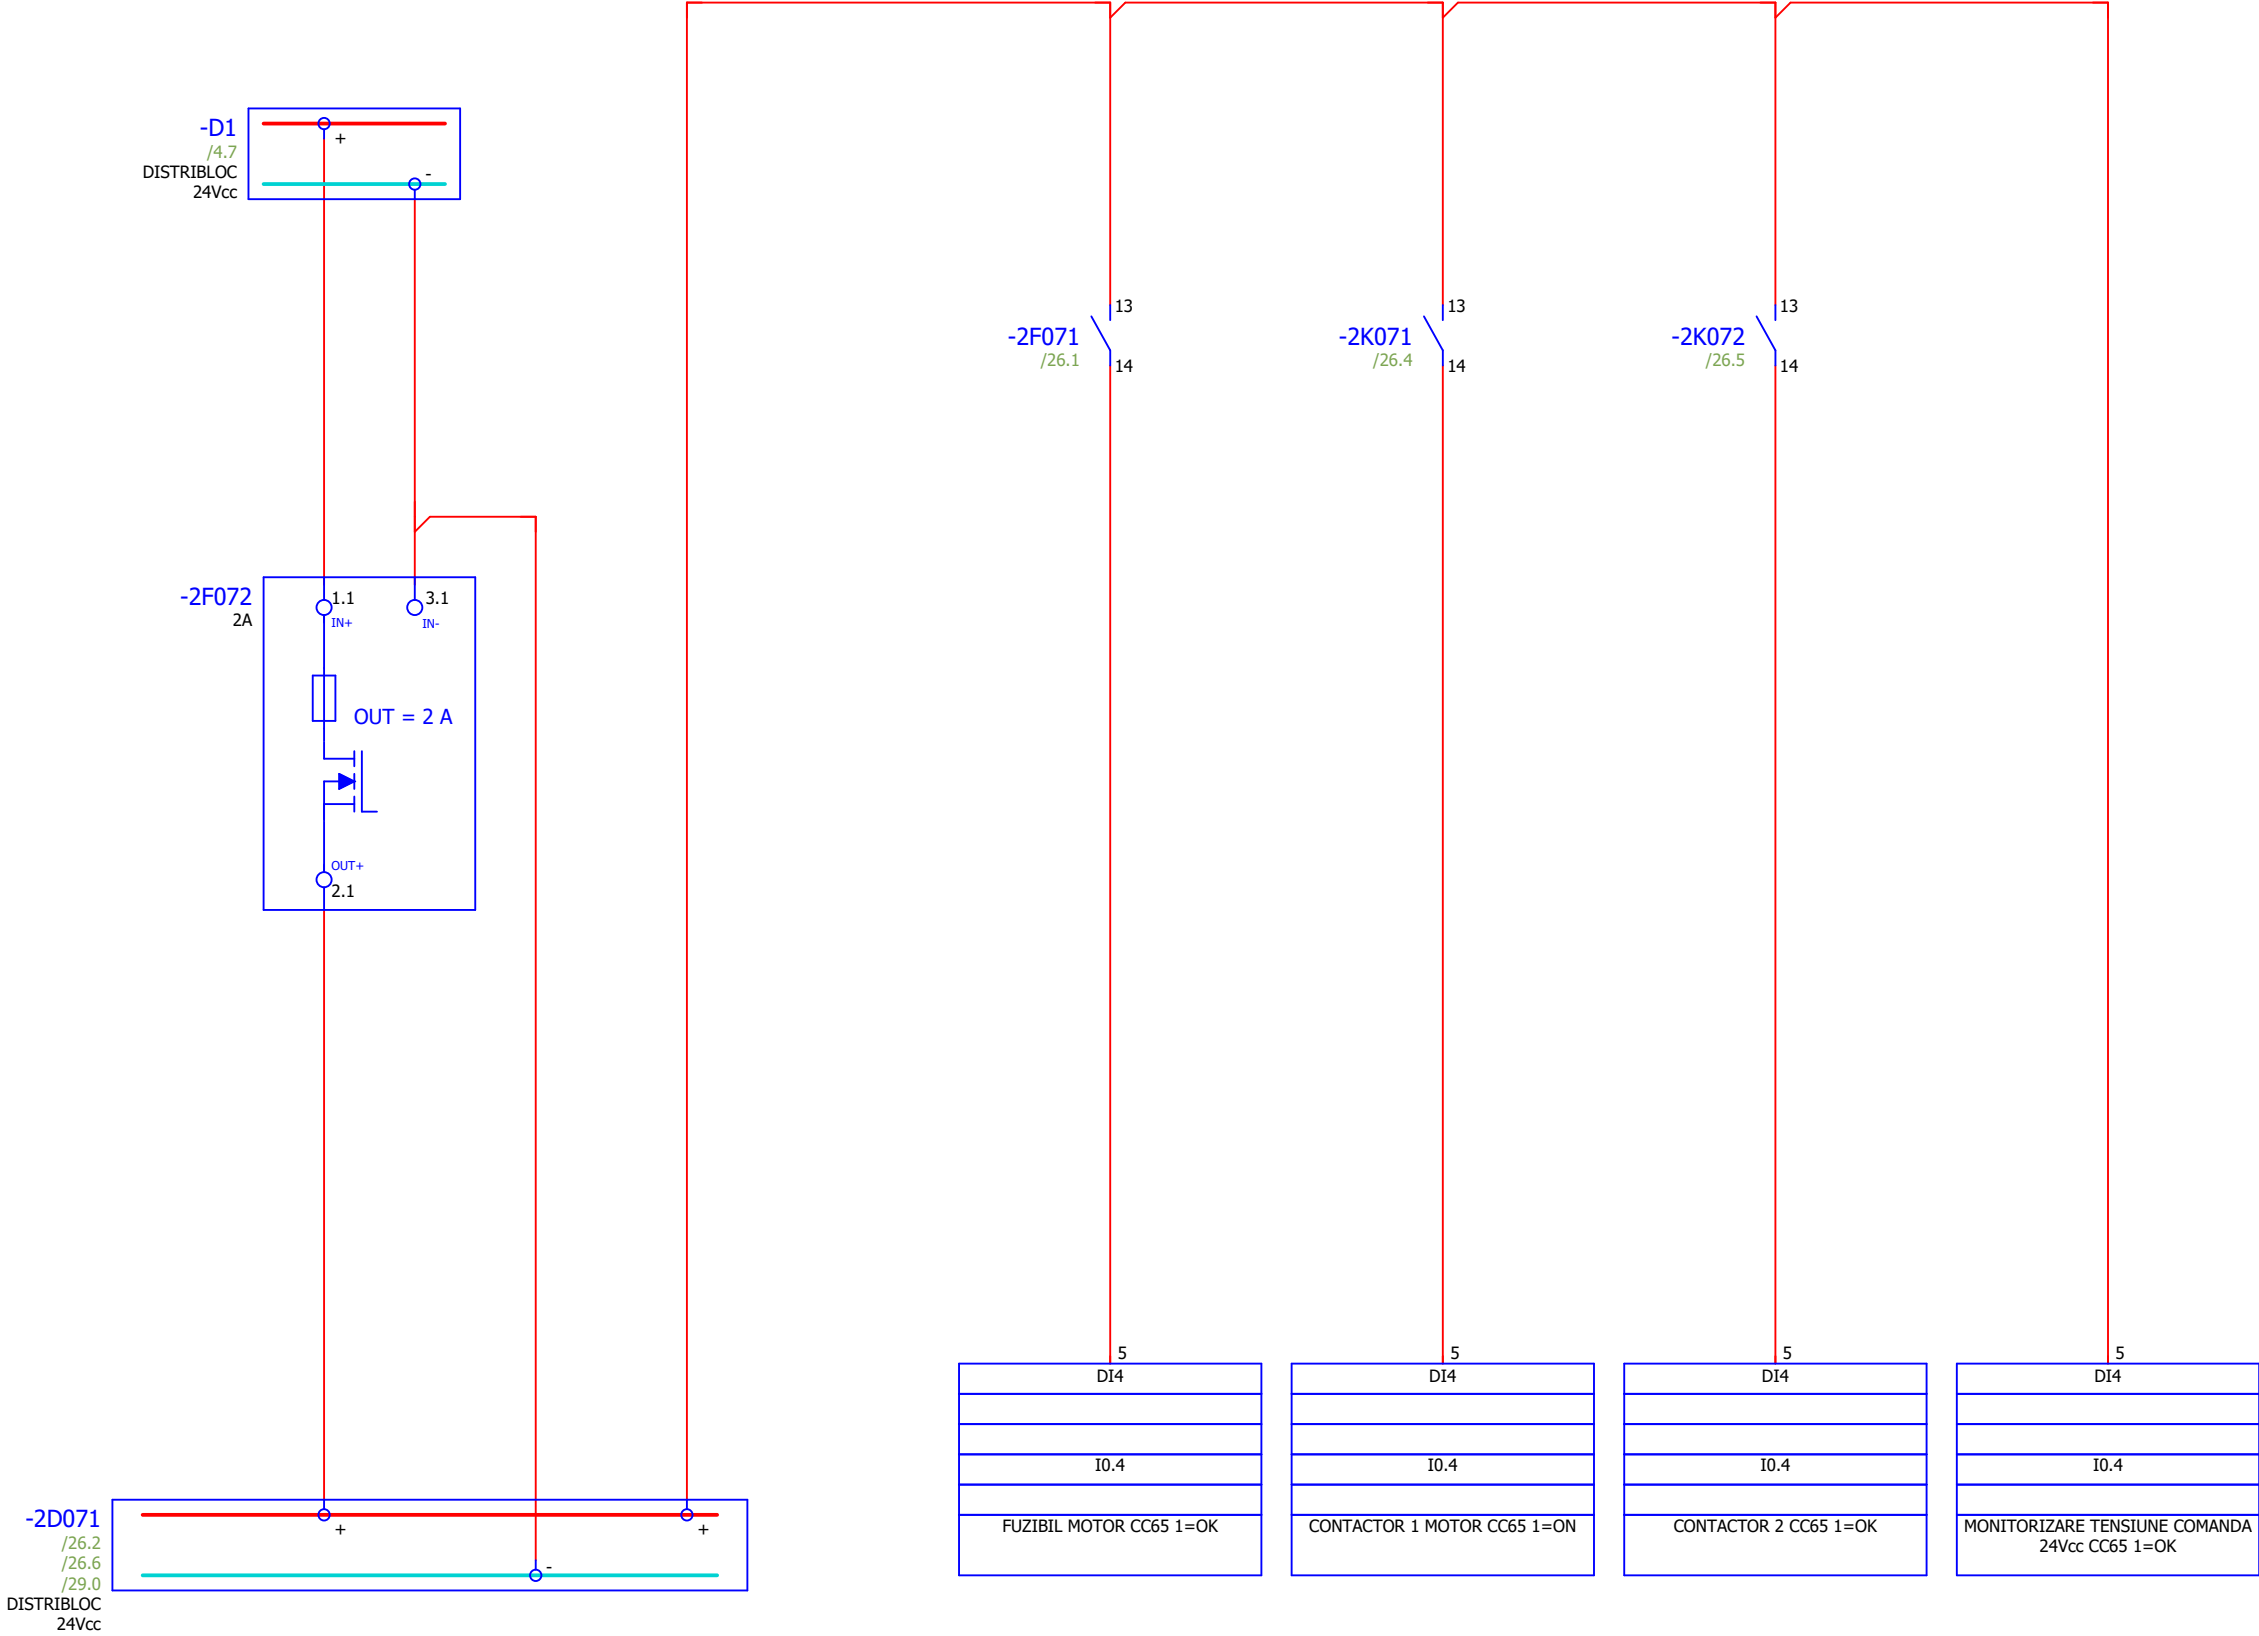 -D1
/4.7
DISTRIBLOC
24Vcc
+
-
-2F072
2A
1.1
IN+
3.1
IN-
OUT = 2 A
OUT+
2.1
-2D071
/26.2
/26.6
/29.0
DISTRIBLOC
24Vcc
+
-
+
-2F071
/26.1
13
14
-2K071
/26.4
13
14
-2K072
/26.5
13
14
5
DI4
I0.4
FUZIBIL MOTOR CC65 1=OK
5
DI4
I0.4
CONTACTOR 1 MOTOR CC65 1=ON
5
DI4
I0.4
CONTACTOR 2 CC65 1=OK
5
DI4
I0.4
MONITORIZARE TENSIUNE COMANDA
24Vcc CC65 1=OK